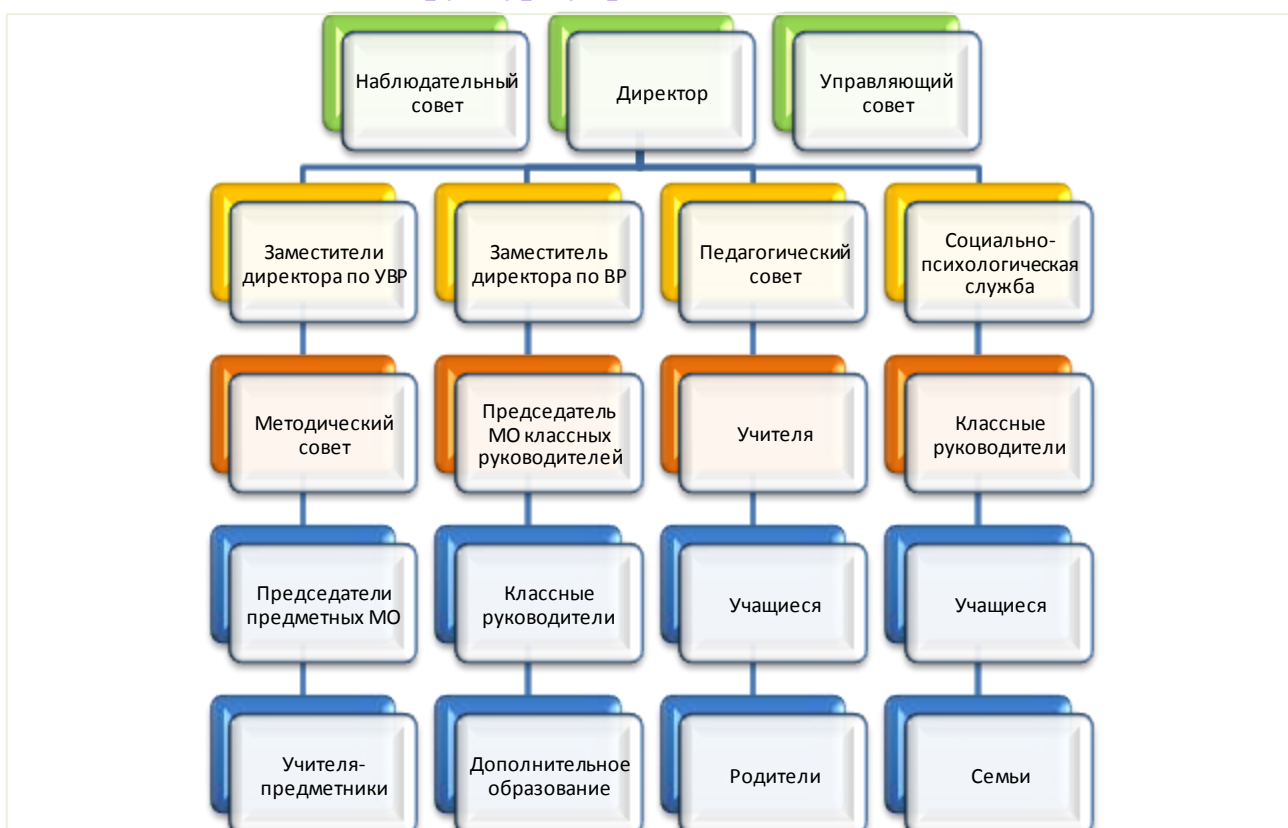 Наблюдательный
совет
Директор
Управляющий
совет
Заместители
директора по УВР
Заместитель
директора по ВР
Педагогический
совет
Социально-
психологическая
служба
Методический
совет
Председатель
МО классных
руководителей
Учителя
Классные
руководители
Председатели
предметных МО
Классные
руководители
Учащиеся
Учащиеся
Учителя-
предметники
Дополнительное
образование
Родители
Семьи